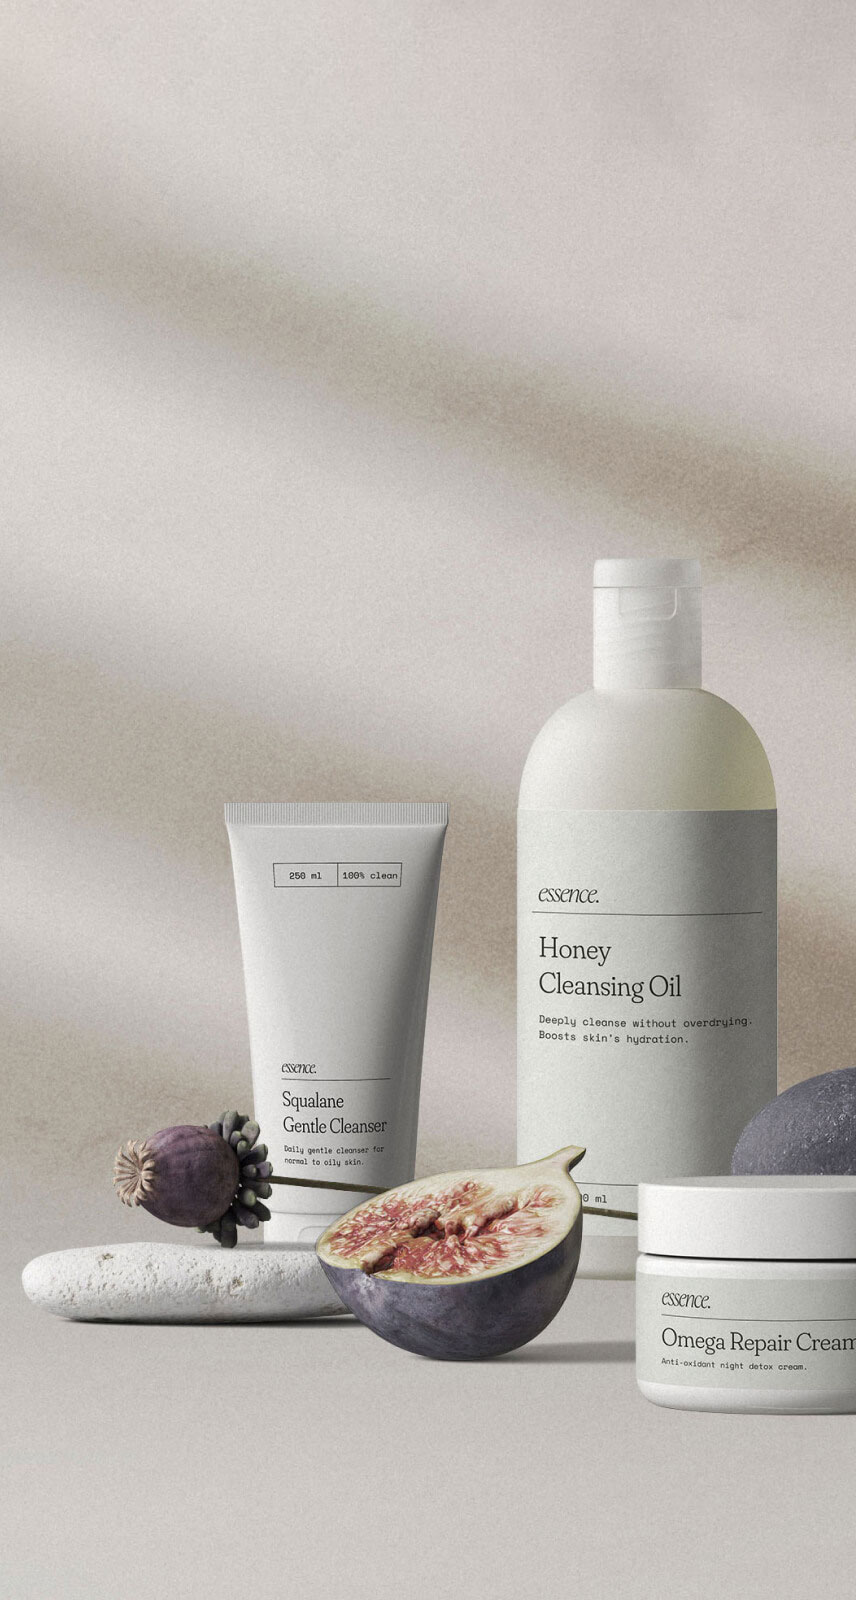 250 ml
100% clean
essence.
Squalane
Gentle Cleanser
Daily gentle cleanser for
normal to oily skin.
essence.
Honey
Cleansing Oil
Deeply cleanse without overdrying.
Boosts skin's hydration.
ml
essence.
Omega Repair Cream
Anti-oxidant night detox cream.